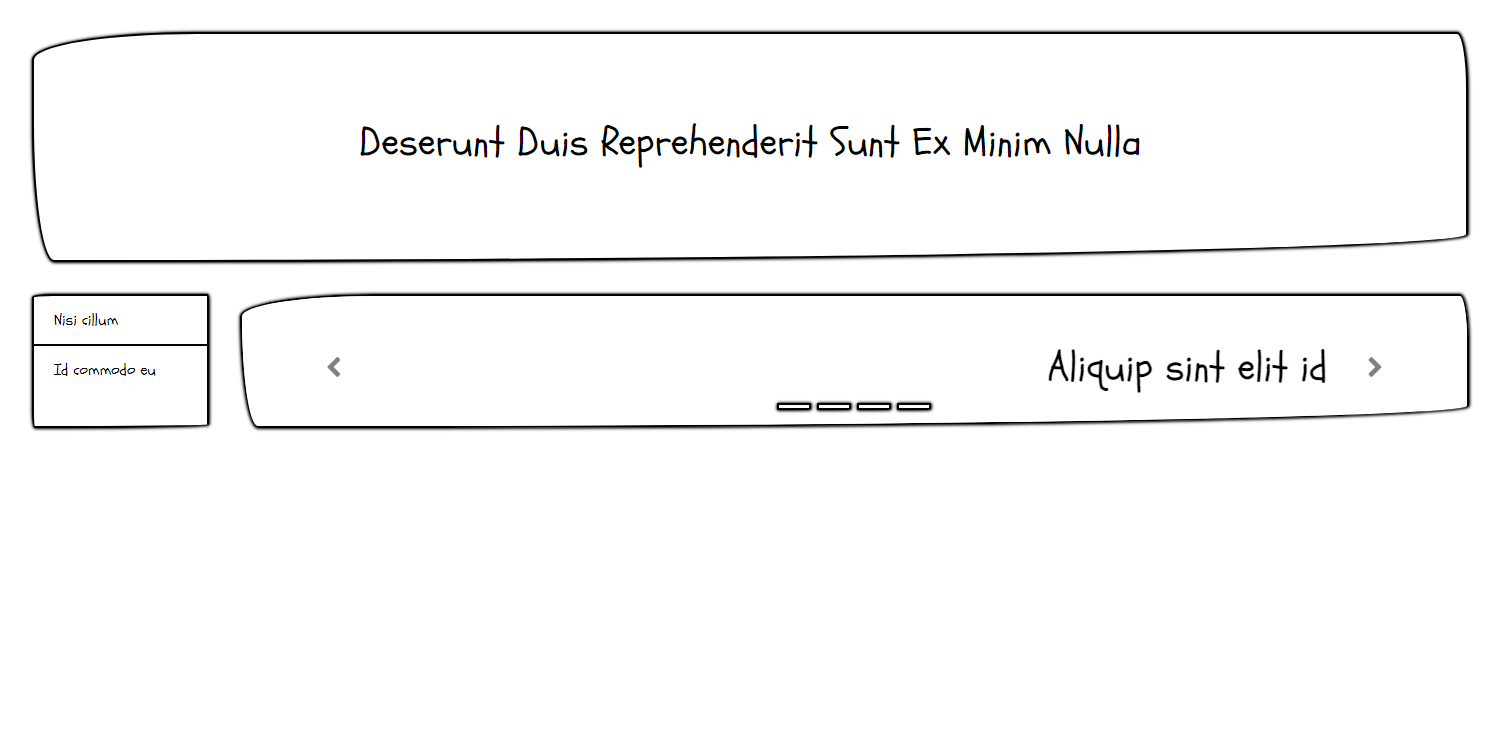 Deserunt Duis Reprehenderit Sunt Ex Minim Nulla
Nisi cillum
Id commodo eu
Aliquip sint elit id